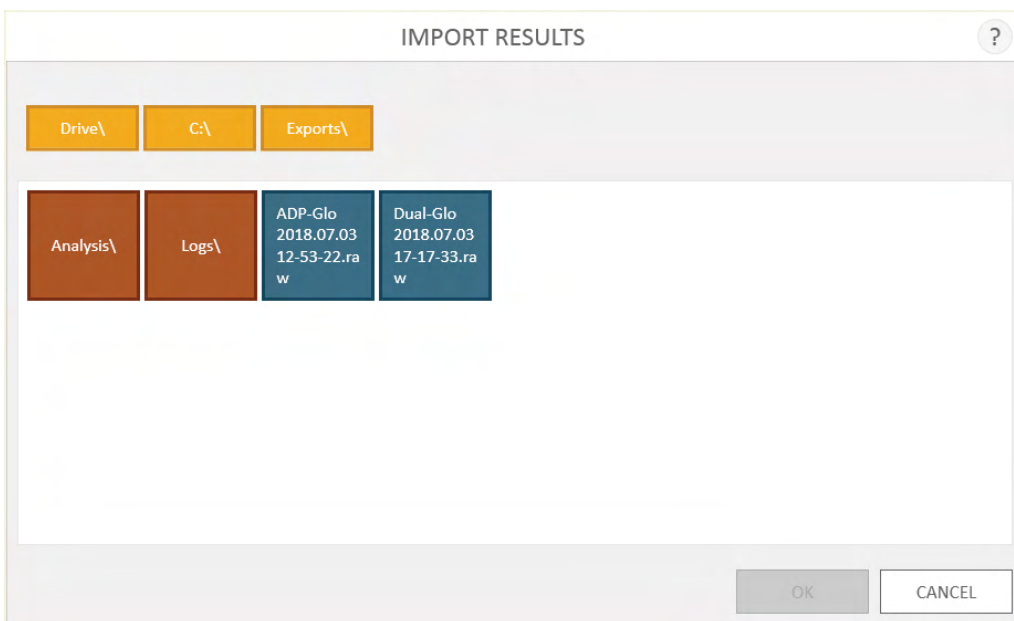 IMPORT RESULTS
?
Drive\
C:\
Exports\
Analysis\
Logs\
ADP-Glo
2018.07.03
12-53-22.ra
w
Dual-Glo
2018.07.03
17-17-33.ra
w
OK
CANCEL